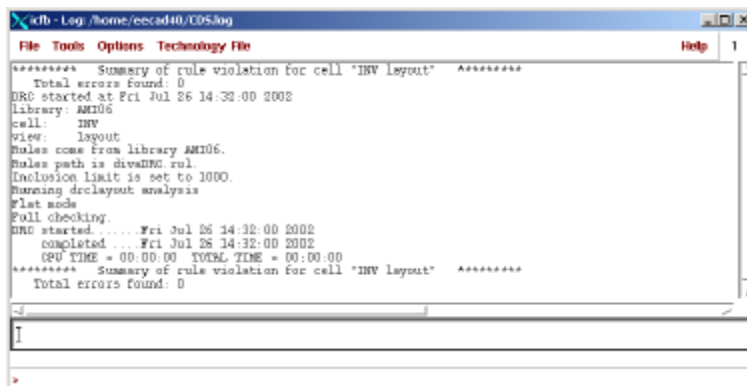 icfb - Log: /home/eecad40/CDS.log
File Tools Options Technology File Help 1
********* Summary of rule violation for cell "INV layout" *********
Total errors found: 0
DRC started at Fri Jul 26 14:32:00 2002
library: AMI06
cell: INV
view: layout
Rules come from library AMI06.
Rules path is divaDRC.rul.
Inclusion limit is set to 1000.
Running drclayout analysis
Flat mode
Full checking.
DRC started.......Fri Jul 26 14:32:00 2002
completed ....Fri Jul 26 14:32:00 2002
CPU TIME = 00:00:00 TOTAL TIME = 00:00:00
********* Summary of rule violation for cell "INV layout" *********
Total errors found: 0
>